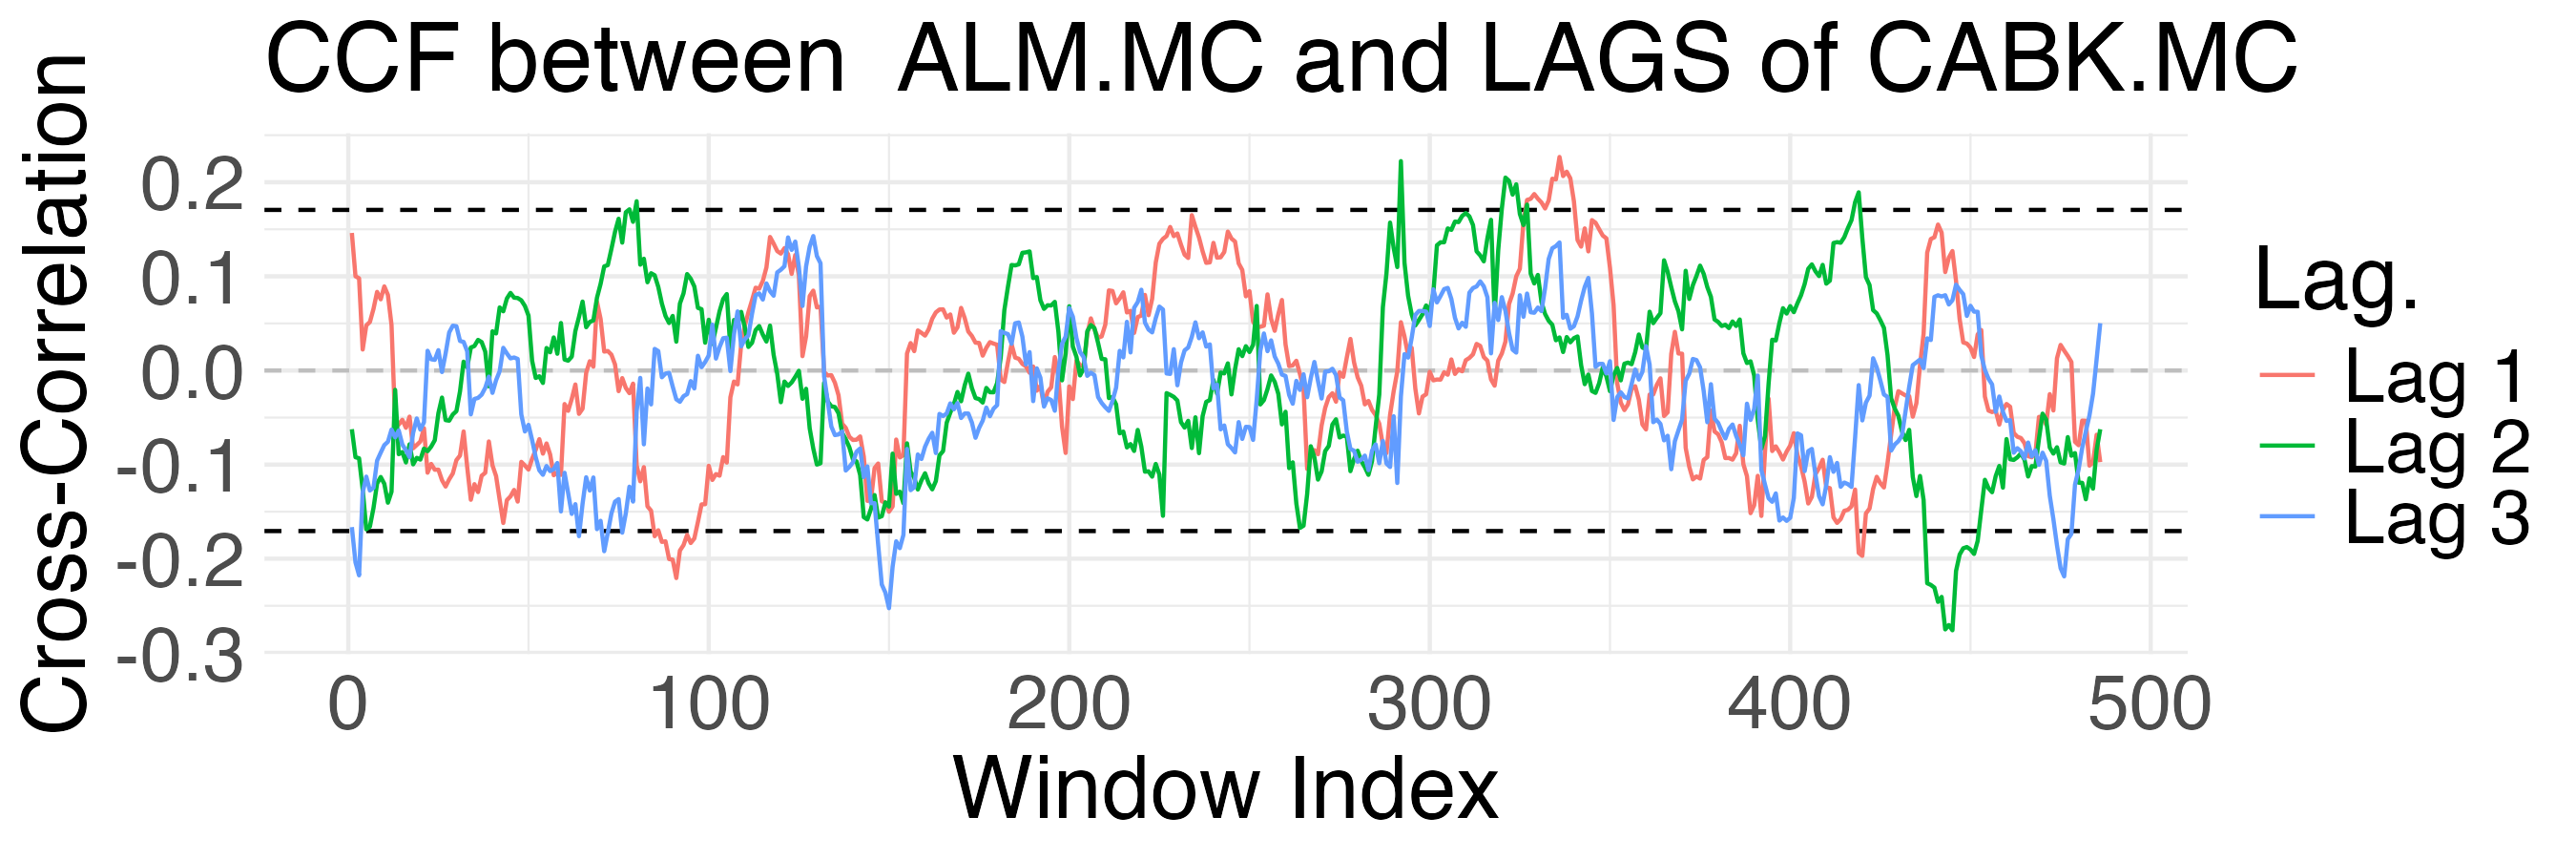 CCF between  ALM.MC and LAGS of CABK.MC
Cross-Correlation
0.2
0.1
0.0
-0.1
-0.2
-0.3
0 100 200 300 400 500
Window Index
Lag.
Lag 1
Lag 2
Lag 3